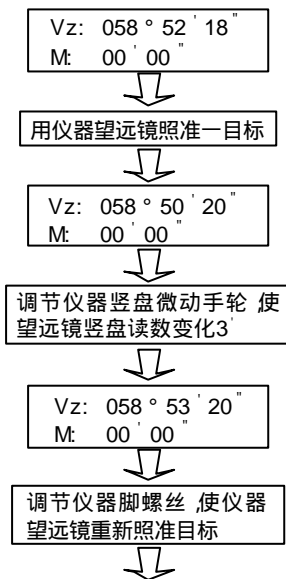 Vz: 058 ° 52 ' 18 "
M: 00 ' 00 "
用仪器望远镜照准一目标
Vz: 058 ° 50 ' 20 "
M: 00 ' 00 "
调节仪器竖盘微动手轮,使
望远镜竖盘读数变化3'
Vz: 058 ° 53 ' 20 "
M: 00 ' 00 "
调节仪器脚螺丝,使仪器
望远镜重新照准目标